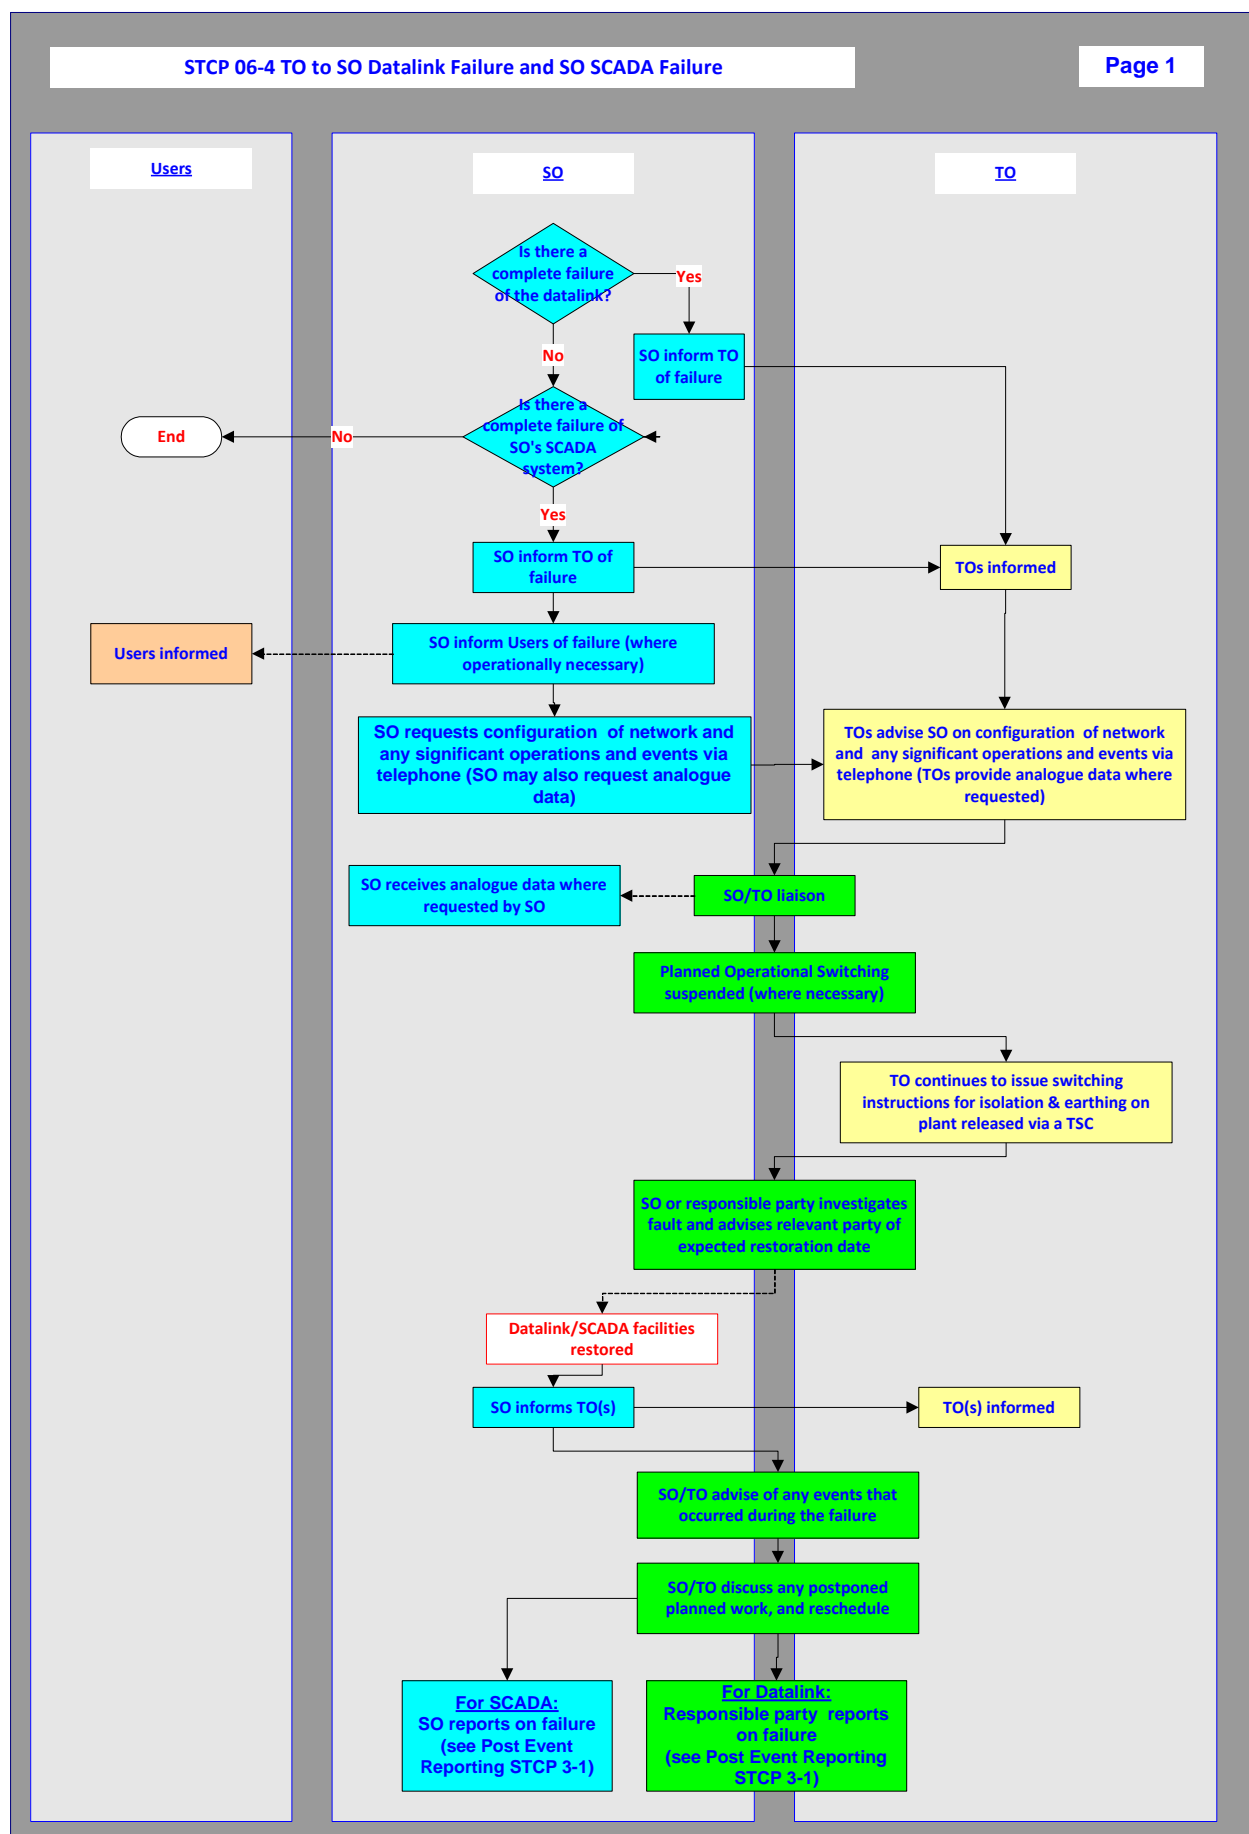 STCP 06-4 TO to SO Datalink Failure and SO SCADA Failure
Page 1
Users
SO
TO
Is there a
complete failure
of the datalink?
Yes
SO inform TO
of failure
No
Is there a
complete failure of
SO's SCADA
system?
No
End
Yes
SO inform TO of
failure
TOs informed
SO inform Users of failure (where
operationally necessary)
Users informed
SO requests configuration of network and
any significant operations and events via
telephone (SO may also request analogue
data)
TOs advise SO on configuration of network
and any significant operations and events via
telephone (TOs provide analogue data where
requested)
SO receives analogue data where
requested by SO
SO/TO liaison
Planned Operational Switching
suspended (where necessary)
TO continues to issue switching
instructions for isolation & earthing on
plant released via a TSC
SO or responsible party investigates
fault and advises relevant party of
expected restoration date
Datalink/SCADA facilities
restored
SO informs TO(s)
TO(s) informed
SO/TO advise of any events that
occurred during the failure
SO/TO discuss any postponed
planned work, and reschedule
For SCADA:
SO reports on failure
(see Post Event
Reporting STCP 3-1)
For Datalink:
Responsible party reports
on failure
(see Post Event Reporting
STCP 3-1)